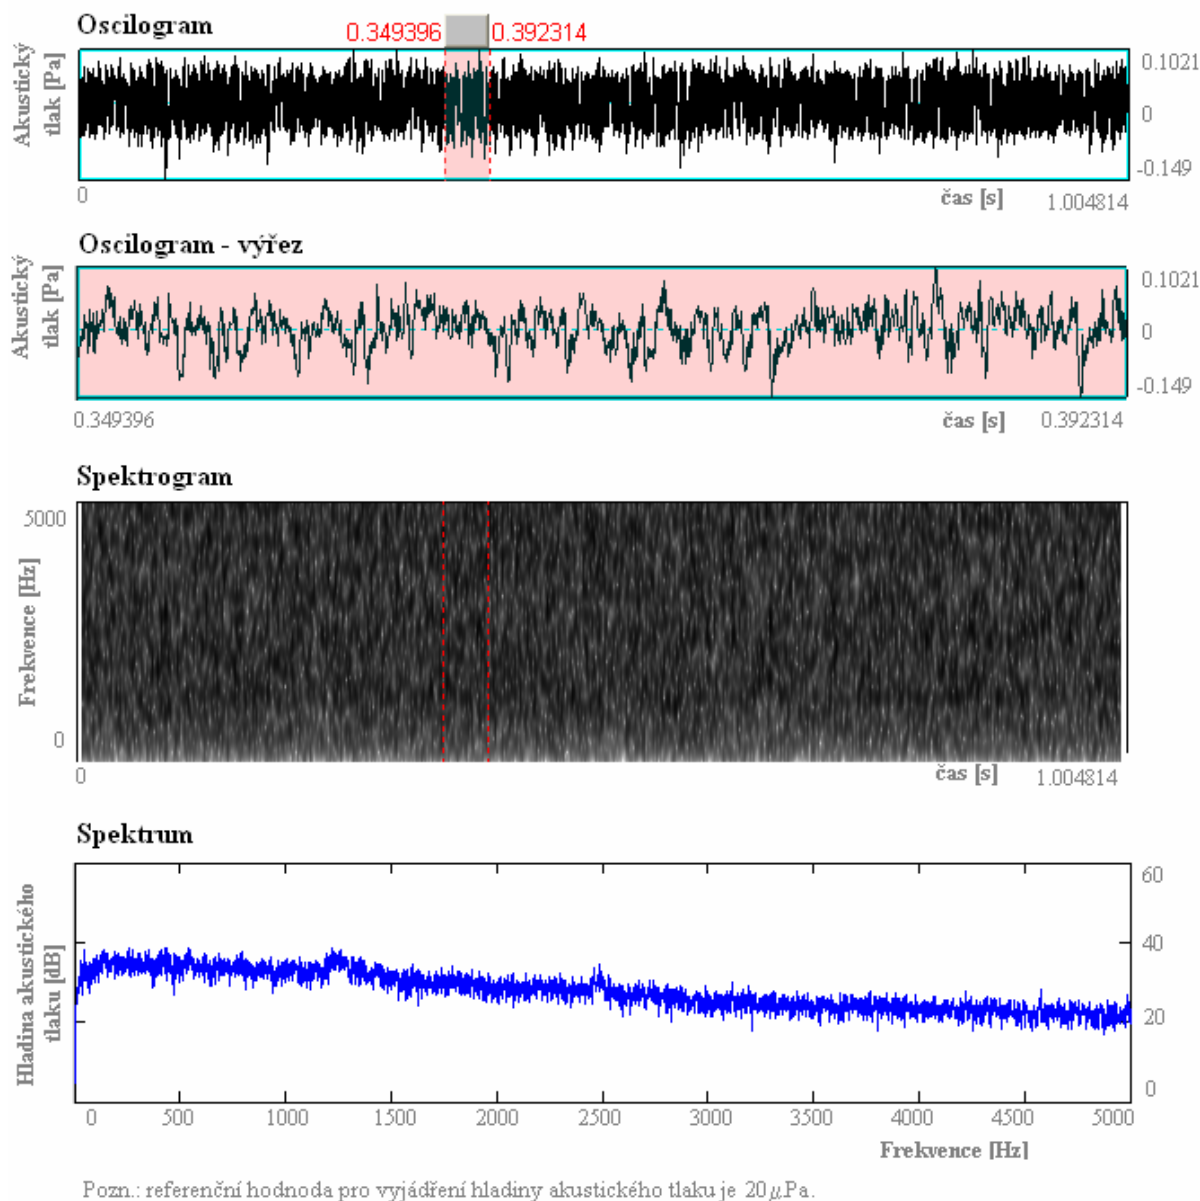 Oscilogram
0.349396 0.392314
Akustický
tlak [Pa]
0.1021
0
-0.149
0 čas [s] 1.004814
Oscilogram - výřez
Akustický
tlak [Pa]
0.1021
0
-0.149
0.349396 čas [s] 0.392314
Spektrogram
5000
Frekvence [Hz]
0
0 čas [s] 1.004814
Spektrum
Hladina akustického
tlaku [dB]
60
40
20
0
0 500 1000 1500 2000 2500 3000 3500 4000 4500 5000
Frekvence [Hz]
Pozn.: referenční hodnoda pro vyjádření hladiny akustického tlaku je 20 μPa.